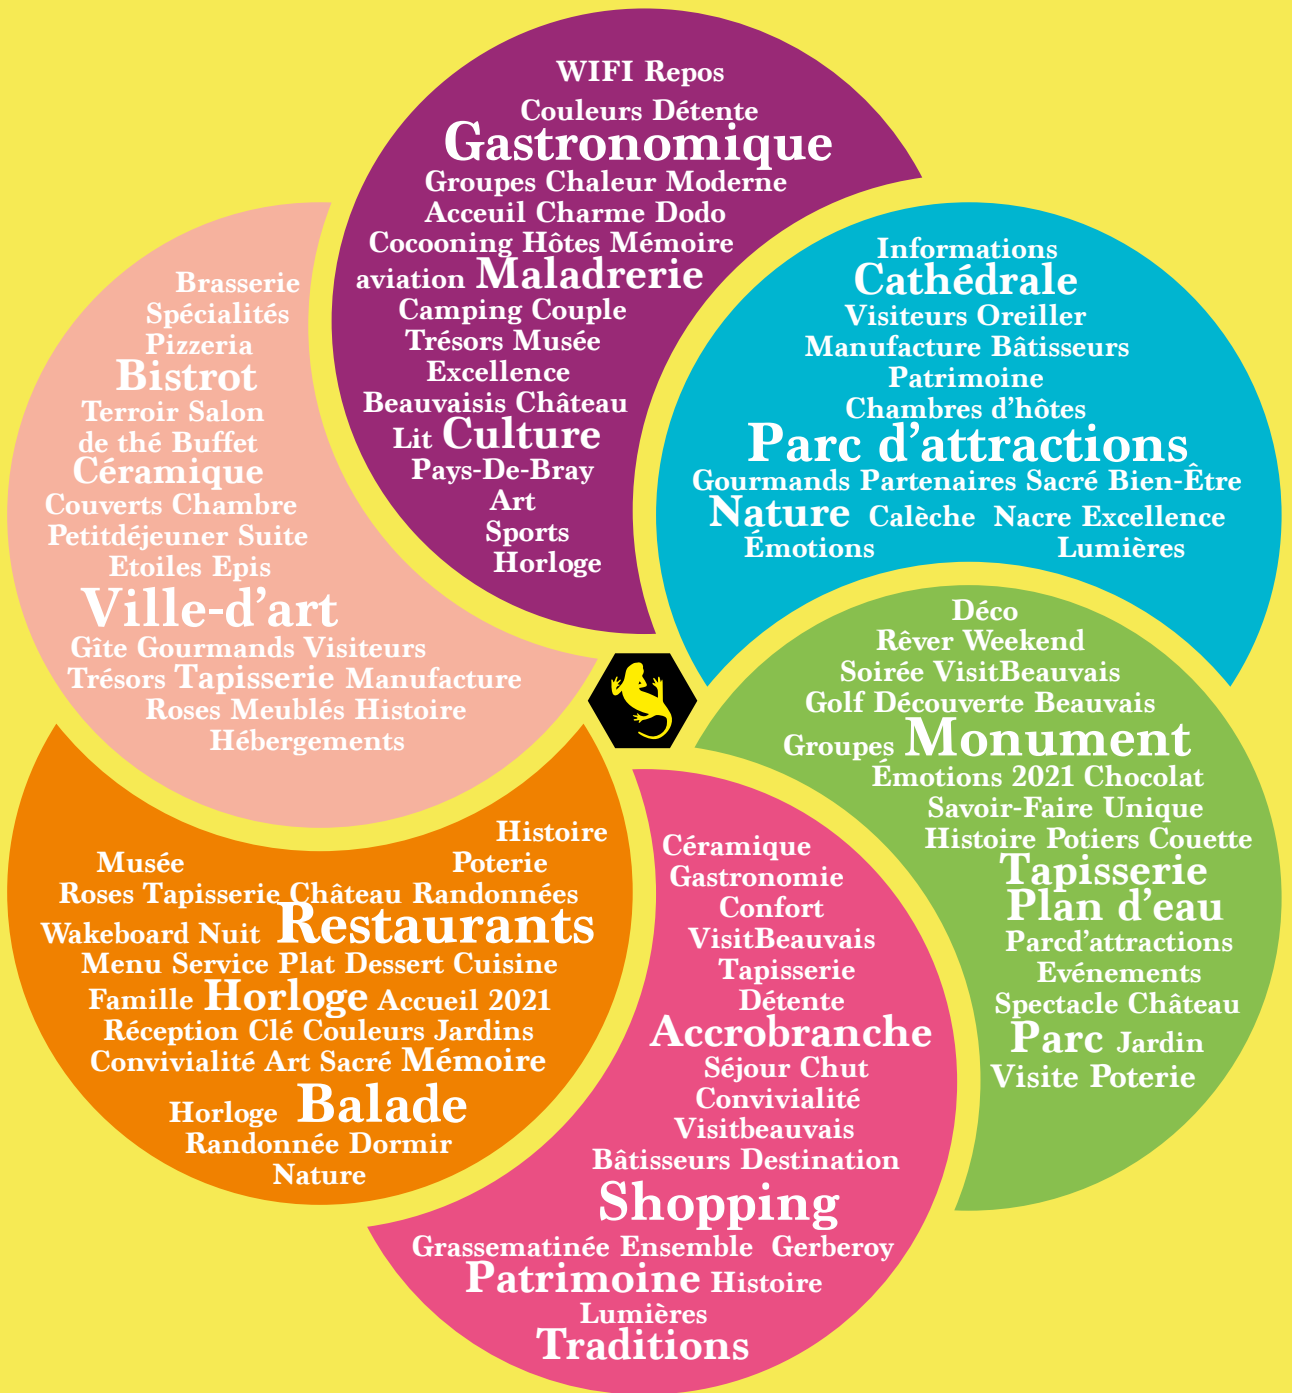 WIFI Repos
Couleurs Détente
Gastronomique
Groupes Chaleur Moderne
Acceuil Charme Dodo
Cocooning Hôtes Mémoire
aviation Maladrerie
Camping Couple
Trésors Musée
Excellence
Beauvaisis Château
Lit Culture
Pays-De-Bray
Art
Sports
Horloge
Informations
Cathédrale
Visiteurs Oreiller
Manufacture Bâtisseurs
Patrimoine
Chambres d'hôtes
Parc d'attractions
Gourmands Partenaires Sacré Bien-Être
Nature Calèche Nacre Excellence
Émotions Lumières
Déco
Rêver Weekend
Soirée VisitBeauvais
Golf Découverte Beauvais
Groupes Monument
Émotions 2021 Chocolat
Savoir-Faire Unique
Histoire Potiers Couette
Tapisserie
Plan d'eau
Parcd'attractions
Evénements
Spectacle Château
Parc Jardin
Visite Poterie
Céramique
Gastronomie
Confort
VisitBeauvais
Tapisserie
Détente
Accrobranche
Séjour Chut
Convivialité
Visitbeauvais
Bâtisseurs Destination
Shopping
Grassematinée Ensemble Gerberoy
Patrimoine Histoire
Lumières
Traditions
Histoire
Musée Poterie
Roses Tapisserie Château Randonnées
Wakeboard Nuit Restaurants
Menu Service Plat Dessert Cuisine
Famille Horloge Accueil 2021
Réception Clé Couleurs Jardins
Convivialité Art Sacré Mémoire
Horloge Balade
Randonnée Dormir
Nature
Brasserie
Spécialités
Pizzeria
Bistrot
Terroir Salon
de thé Buffet
Céramique
Couverts Chambre
Petitdéjeuner Suite
Etoiles Epis
Ville-d'art
Gîte Gourmands Visiteurs
Trésors Tapisserie Manufacture
Roses Meublés Histoire
Hébergements